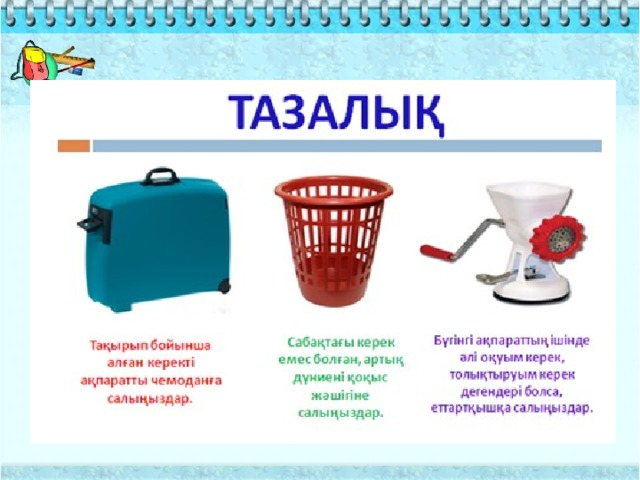 ТАЗАЛЫҚ
Тақырып бойынша
алған керекті
ақпаратты чемоданға
салыңыздар.
Сабақтағы керек
емес болған, артық
дүниені қоқыс
жәшігіне
салыңыздар.
Бүгінгі ақпараттың ішінде
әлі оқуым керек,
толықтыруым керек
дегендері болса,
еттартқышқа салыңыздар.